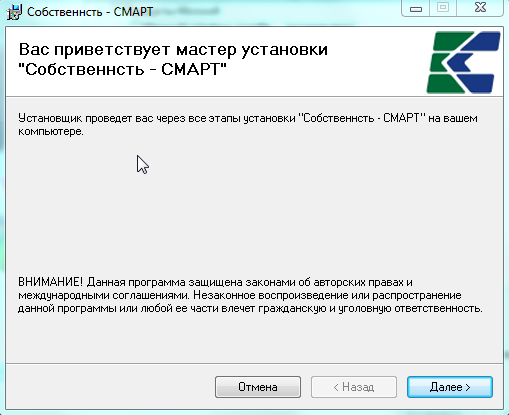 Собственнсть - СМАРТ
Вас приветствует мастер установки
"Собственнсть - СМАРТ"
Установщик проведет вас через все этапы установки "Собственнсть - СМАРТ" на вашем
компьютере.
ВНИМАНИЕ! Данная программа защищена законами об авторских правах и
международными соглашениями. Незаконное воспроизведение или распространение
данной программы или любой ее части влечет гражданскую и уголовную ответственность.
Отмена
< Назад
Далее >